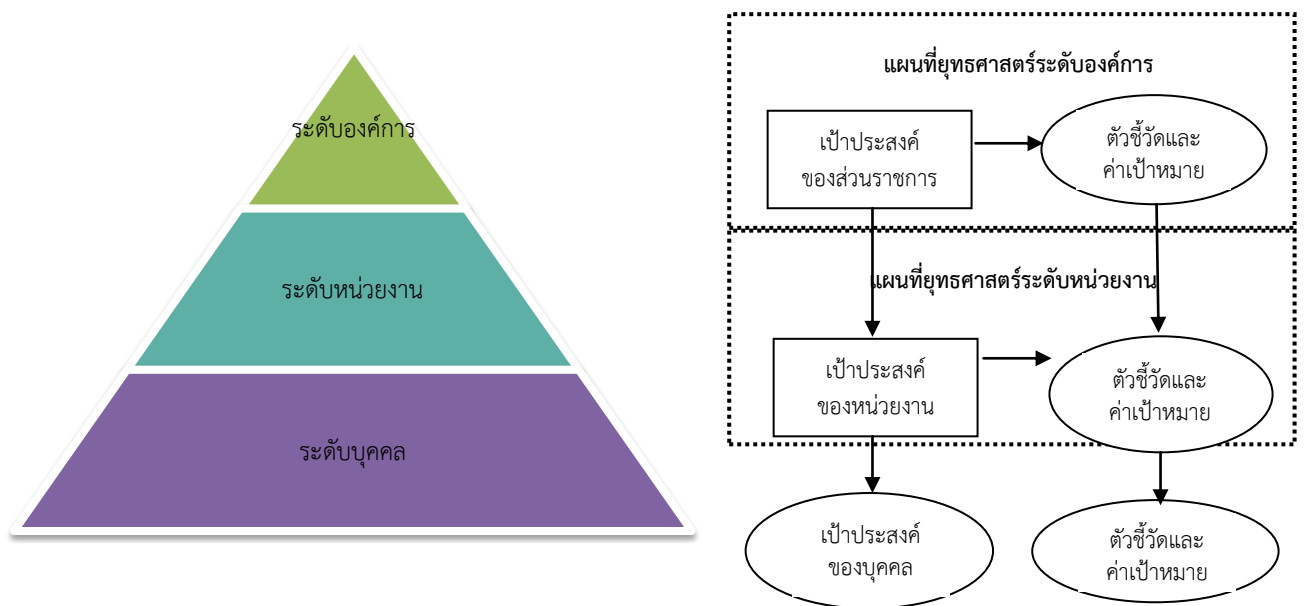 ระดับองค์การ
ระดับหน่วยงาน
ระดับบุคคล
แผนที่ยุทธศาสตร์ระดับองค์การ
เป้าประสงค์
ของส่วนราชการ
ตัวชี้วัดและ
ค่าเป้าหมาย
แผนที่ยุทธศาสตร์ระดับหน่วยงาน
เป้าประสงค์
ของหน่วยงาน
ตัวชี้วัดและ
ค่าเป้าหมาย
เป้าประสงค์
ของบุคคล
ตัวชี้วัดและ
ค่าเป้าหมาย